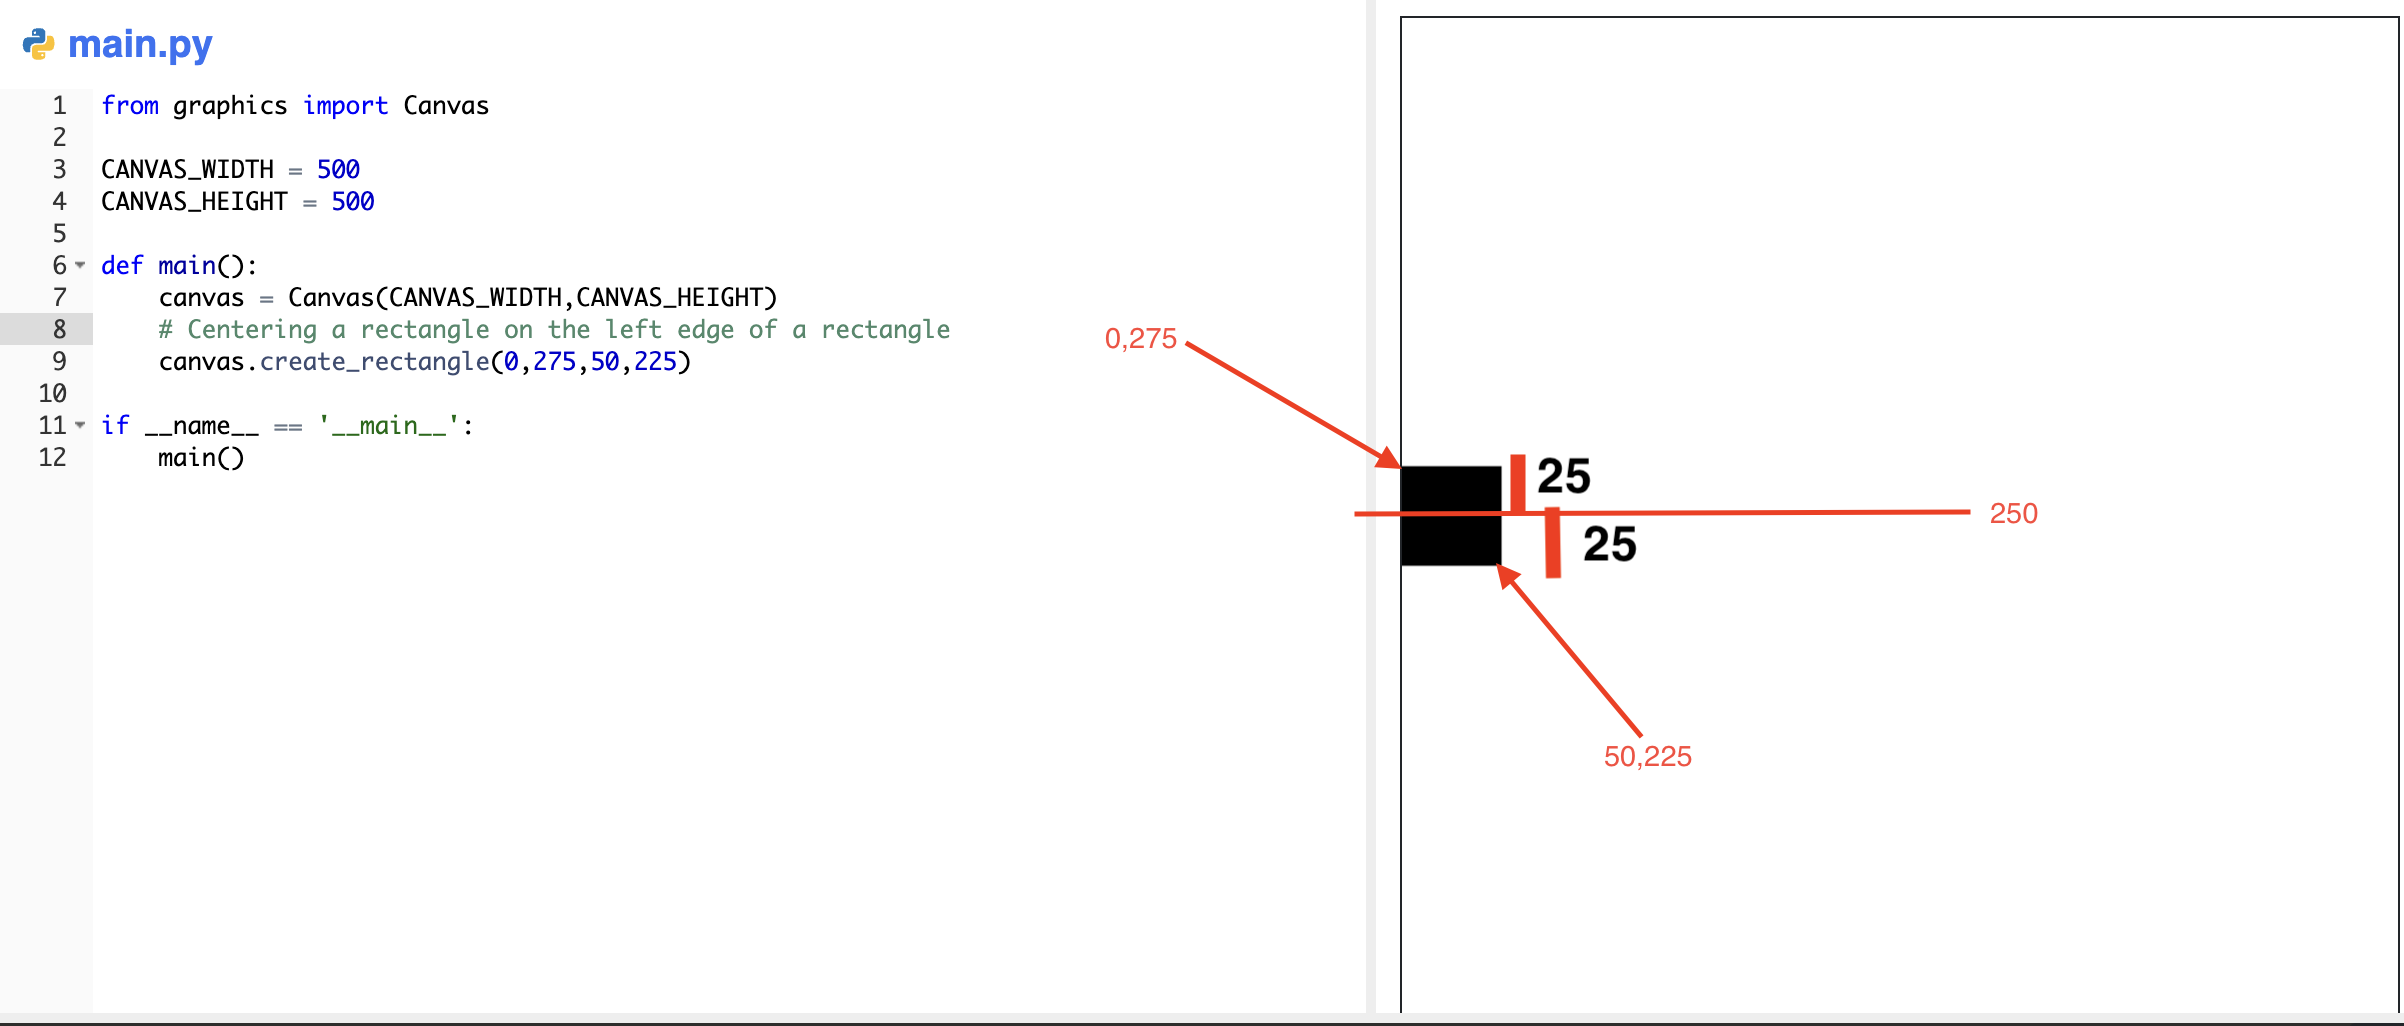 main.py
1 from graphics import Canvas
2
3 CANVAS_WIDTH = 500
4 CANVAS_HEIGHT = 500
5
6 def main():
7 canvas = Canvas(CANVAS_WIDTH,CANVAS_HEIGHT)
8 # Centering a rectangle on the left edge of a rectangle
9 canvas.create_rectangle(0,275,50,225)
10
11 if __name__ == '__main__':
12 main()
0,275
25
250
25
50,225